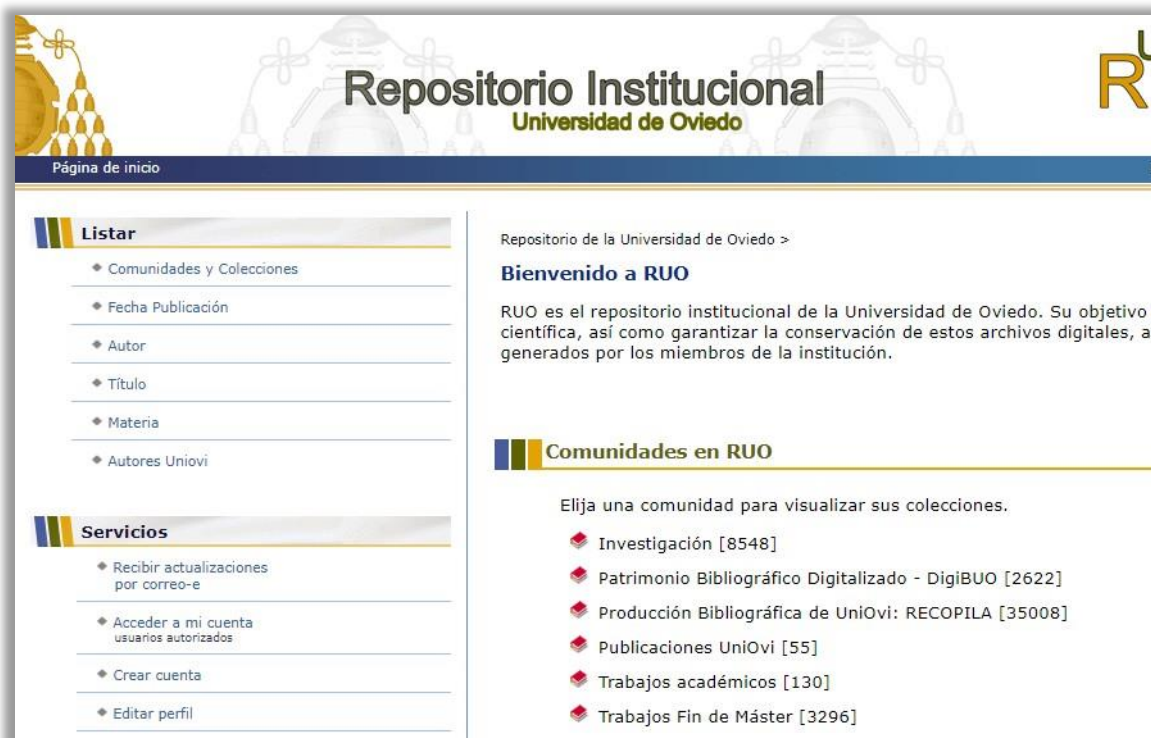 Repositorio Institucional
Universidad de Oviedo
U
R
Página de inicio
Listar
Comunidades y Colecciones
Fecha Publicación
Autor
Título
Materia
Autores Uniovi
Servicios
Recibir actualizaciones
por correo-e
Acceder a mi cuenta
usuarios autorizados
Crear cuenta
Editar perfil
Repositorio de la Universidad de Oviedo >
Bienvenido a RUO
RUO es el repositorio institucional de la Universidad de Oviedo. Su objetivo
científica, así como garantizar la conservación de estos archivos digitales, a
generados por los miembros de la institución.
Comunidades en RUO
Elija una comunidad para visualizar sus colecciones.
Investigación [8548]
Patrimonio Bibliográfico Digitalizado - DigiBUO [2622]
Producción Bibliográfica de UniOvi: RECOPILA [35008]
Publicaciones UniOvi [55]
Trabajos académicos [130]
Trabajos Fin de Máster [3296]